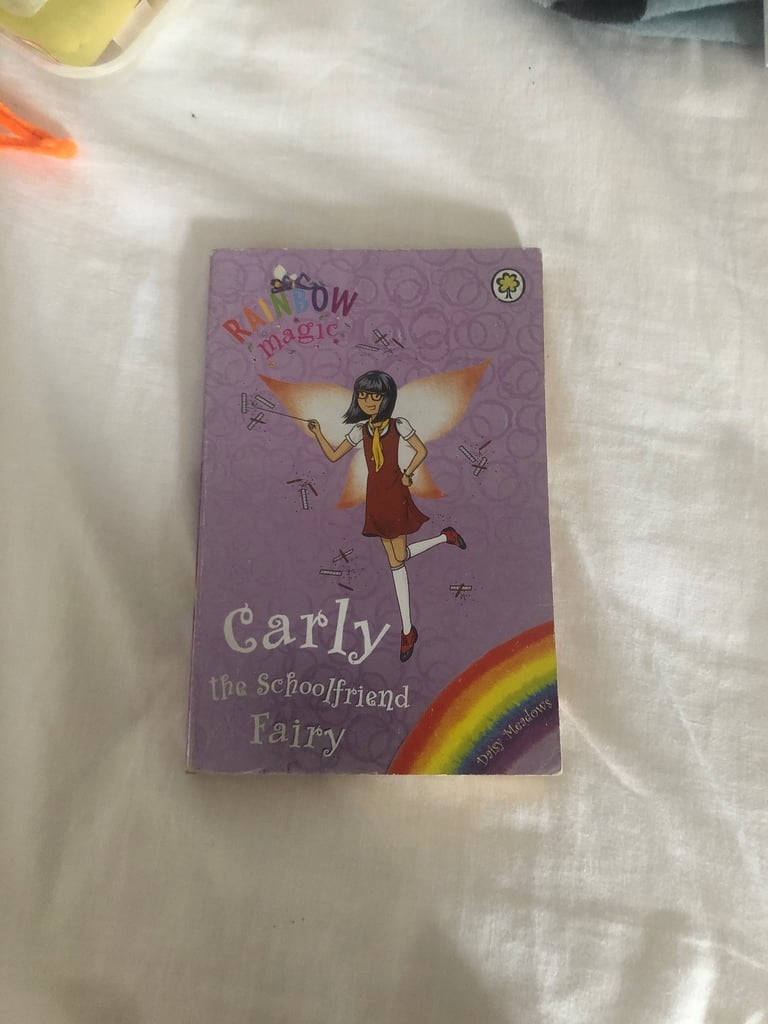 RAINBOW
magic
Carly
the Schoolfriend
Fairy
Daisy Meadows